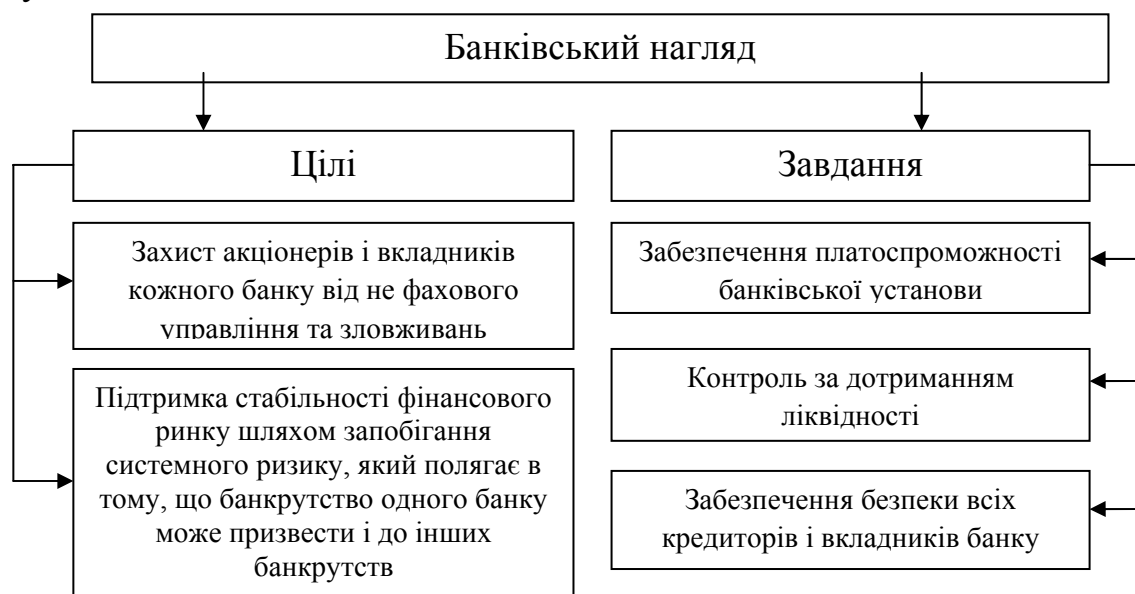 у
Банківський нагляд
Цілі
Завдання
Захист акціонерів і вкладників
кожного банку від не фахового
управління та зловживань
Підтримка стабільності фінансового
ринку шляхом запобігання
системного ризику, який полягає в
тому, що банкрутство одного банку
може призвести і до інших
банкрутств
Забезпечення платоспроможності
банківської установи
Контроль за дотриманням
ліквідності
Забезпечення безпеки всіх
кредиторів і вкладників банку